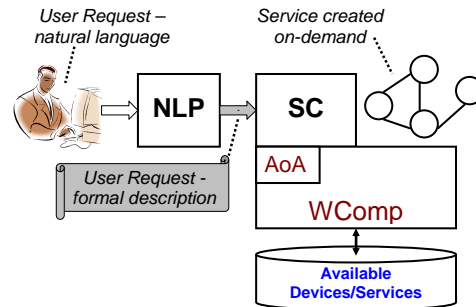 User Request –
natural language
Service created
on-demand
NLP
SC
AoA
User Request -
formal description
WComp
Available
Devices/Services